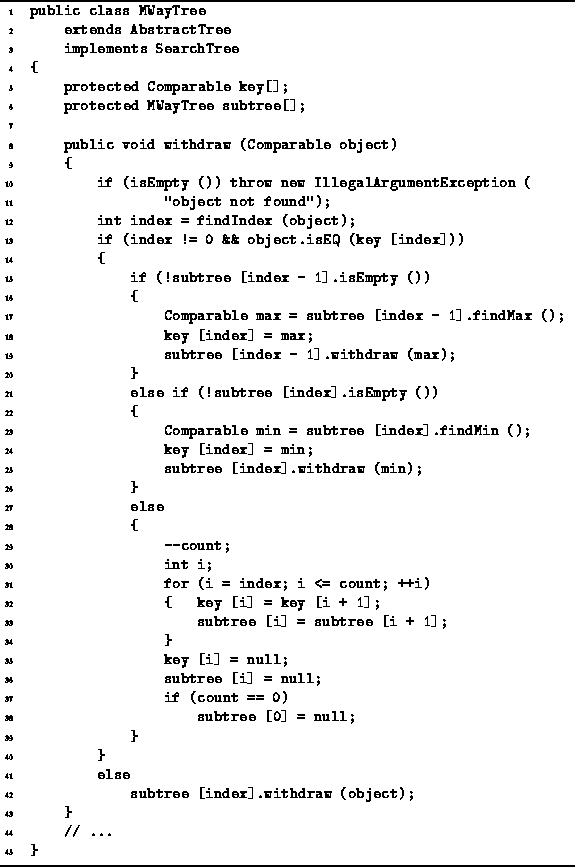 1 public class MWayTree
2 extends AbstractTree
3 implements SearchTree
4 {
5 protected Comparable key[];
6 protected MWayTree subtree[];
7
8 public void withdraw (Comparable object)
9 {
10 if (isEmpty ()) throw new IllegalArgumentException (
11 "object not found");
12 int index = findIndex (object);
13 if (index != 0 && object.isEQ (key [index]))
14 {
15 if (!subtree [index - 1].isEmpty ())
16 {
17 Comparable max = subtree [index - 1].findMax ();
18 key [index] = max;
19 subtree [index - 1].withdraw (max);
20 }
21 else if (!subtree [index].isEmpty ())
22 {
23 Comparable min = subtree [index].findMin ();
24 key [index] = min;
25 subtree [index].withdraw (min);
26 }
27 else
28 {
29 --count;
30 int i;
31 for (i = index; i <= count; ++i)
32 { key [i] = key [i + 1];
33 subtree [i] = subtree [i + 1];
34 }
35 key [i] = null;
36 subtree [i] = null;
37 if (count == 0)
38 subtree [0] = null;
39 }
40 }
41 else
42 subtree [index].withdraw (object);
43 }
44 // ...
45 }